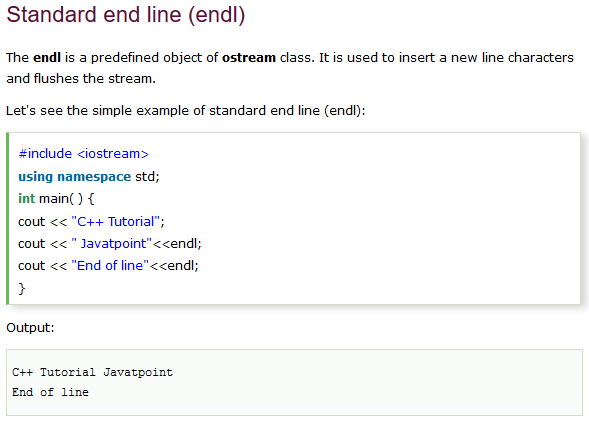 Standard end line (endl)
The endl is a predefined object of ostream class. It is used to insert a new line characters
and flushes the stream.
Let's see the simple example of standard end line (endl):
#include <iostream>
using namespace std;
int main( ) {
cout << "C++ Tutorial";
cout << " Javatpoint"<<endl;
cout << "End of line"<<endl;
}
Output:
C++ Tutorial Javatpoint
End of line